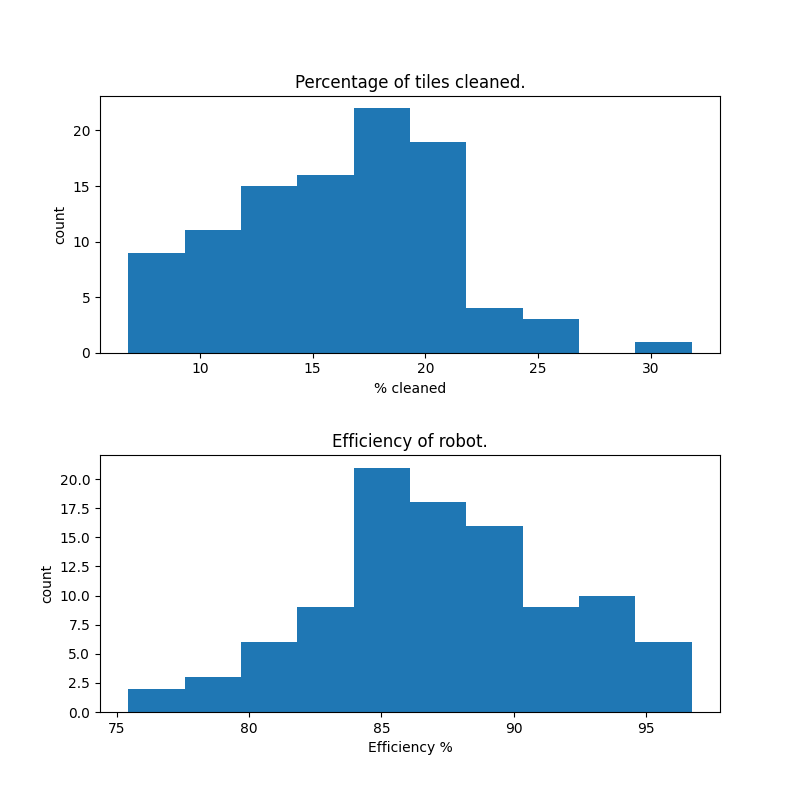 Percentage of tiles cleaned.
20
15
10
5
0
count
10 15 20 25 30
% cleaned
Efficiency of robot.
20.0
17.5
15.0
12.5
10.0
7.5
5.0
2.5
0.0
count
75 80 85 90 95
Efficiency %